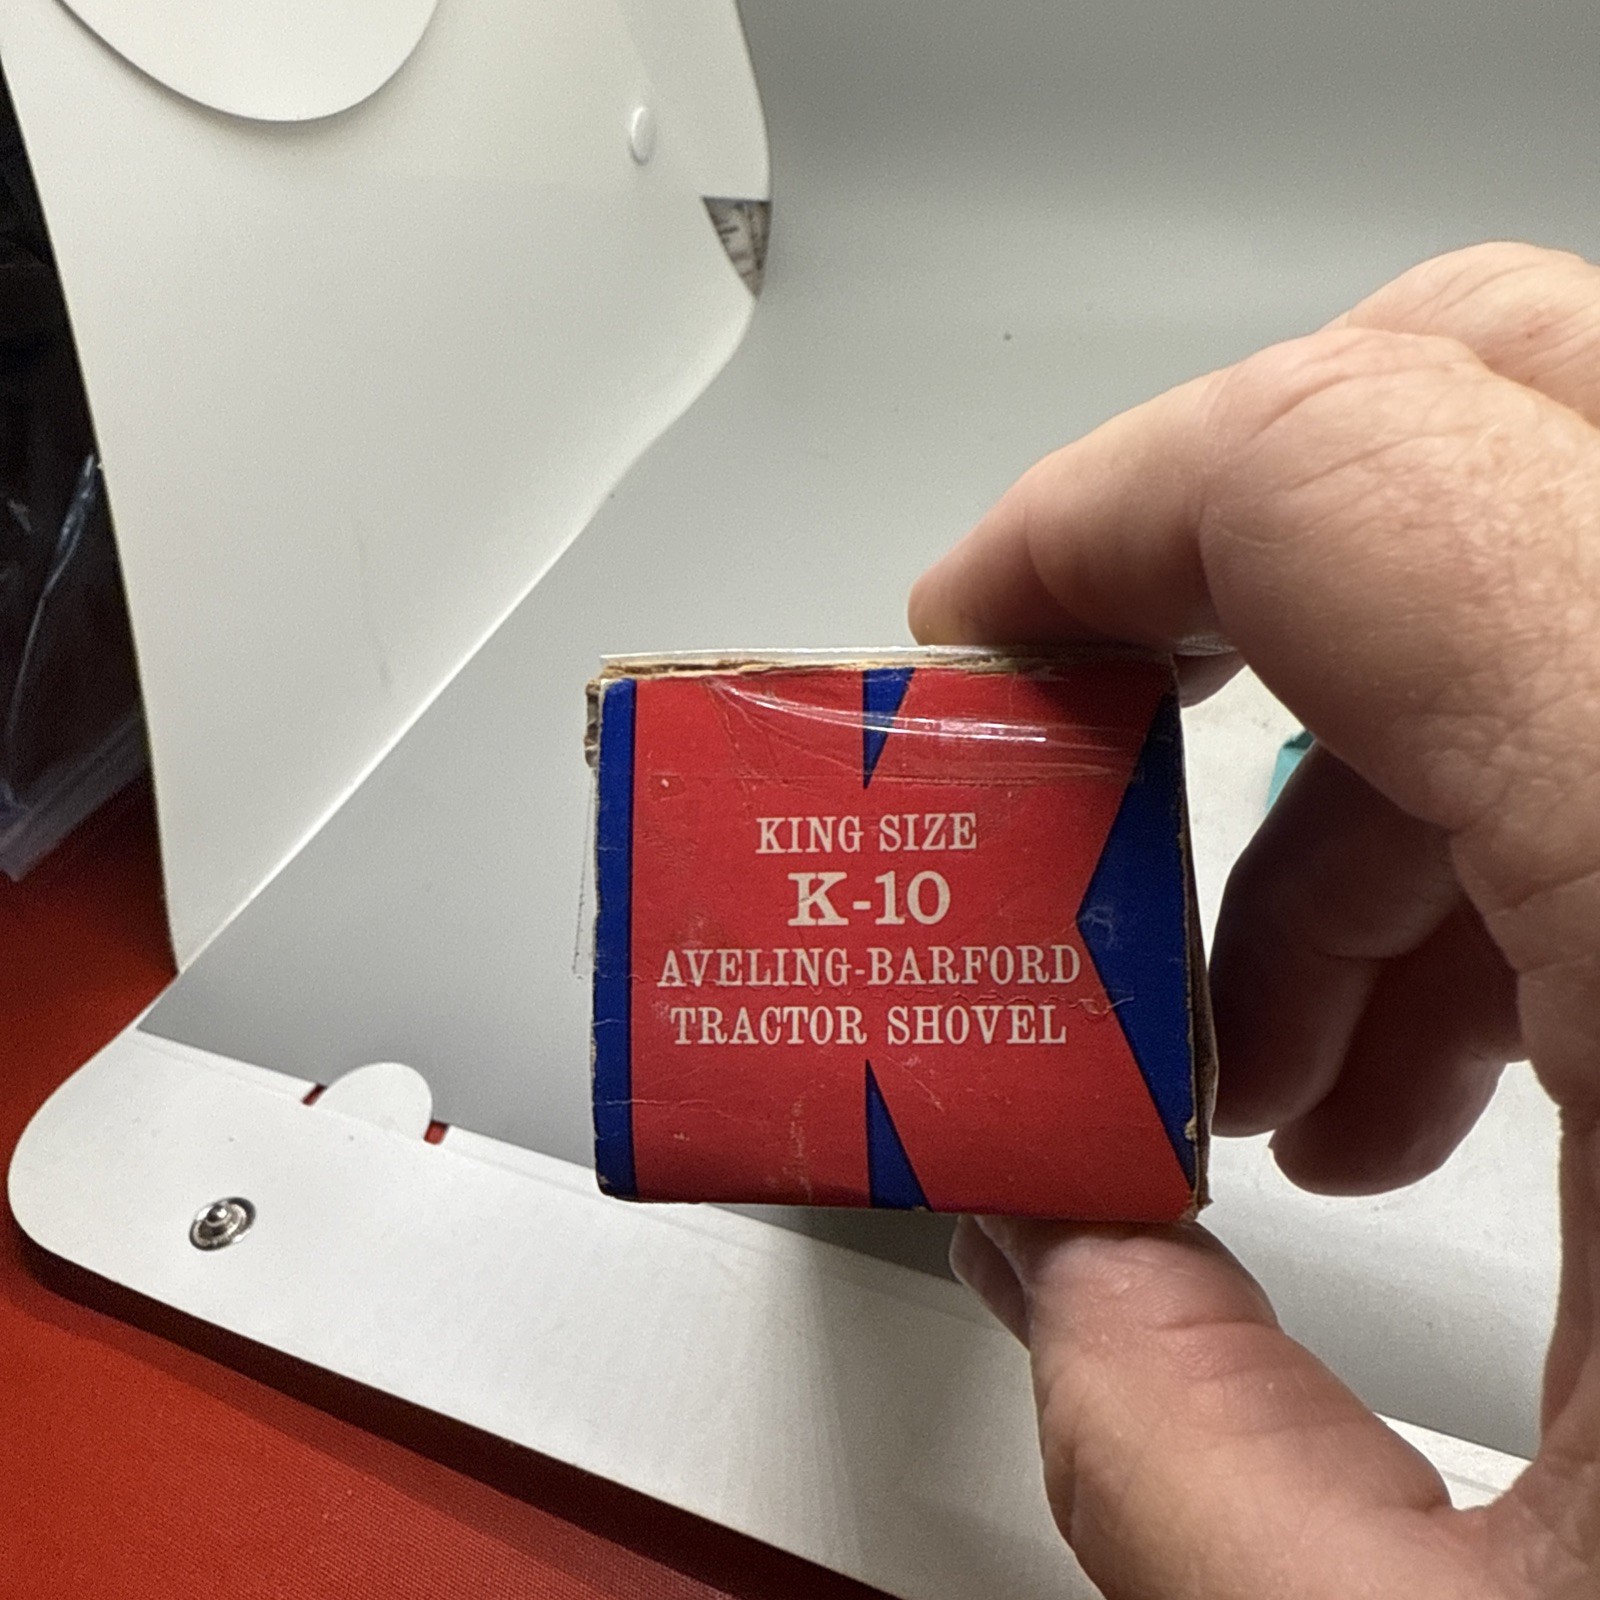 KING SIZE
K-10
AVELING-BARFORD
TRACTOR SHOVEL